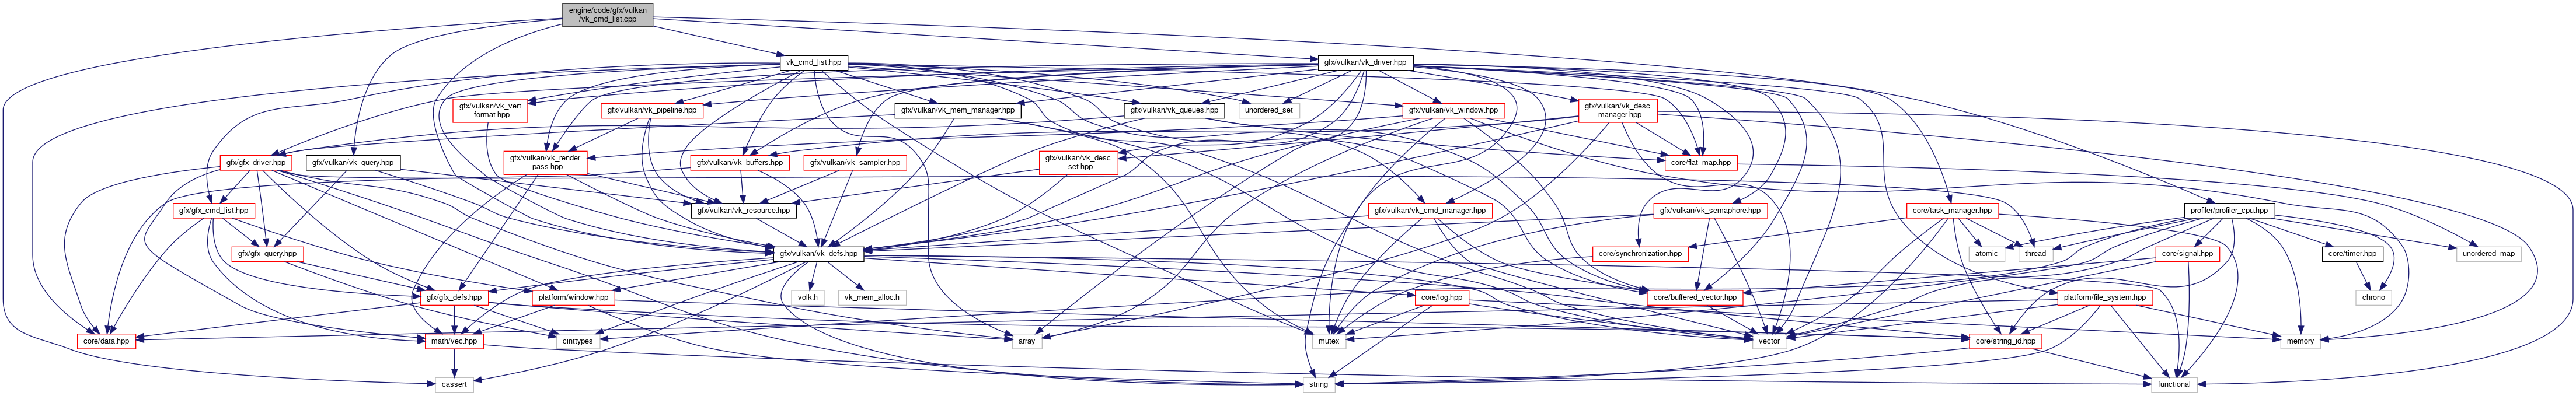 engine/code/gfx/vulkan
/vk_cmd_list.cpp
vk_cmd_list.hpp
gfx/vulkan/vk_driver.hpp
gfx/vulkan/vk_vert
_format.hpp
gfx/vulkan/vk_pipeline.hpp
gfx/vulkan/vk_mem_manager.hpp
gfx/vulkan/vk_queues.hpp
unordered_set
gfx/vulkan/vk_window.hpp
gfx/vulkan/vk_desc
_manager.hpp
gfx/gfx_driver.hpp
gfx/vulkan/vk_query.hpp
gfx/vulkan/vk_render
_pass.hpp
gfx/vulkan/vk_buffers.hpp
gfx/vulkan/vk_sampler.hpp
gfx/vulkan/vk_desc
_set.hpp
core/flat_map.hpp
gfx/gfx_cmd_list.hpp
gfx/vulkan/vk_resource.hpp
gfx/vulkan/vk_cmd_manager.hpp
gfx/vulkan/vk_semaphore.hpp
core/task_manager.hpp
profiler/profiler_cpu.hpp
gfx/gfx_query.hpp
gfx/vulkan/vk_defs.hpp
core/synchronization.hpp
atomic
thread
core/signal.hpp
core/timer.hpp
unordered_map
gfx/gfx_defs.hpp
platform/window.hpp
volk.h
vk_mem_alloc.h
core/log.hpp
core/buffered_vector.hpp
platform/file_system.hpp
chrono
core/data.hpp
math/vec.hpp
cinttypes
array
mutex
vector
core/string_id.hpp
memory
cassert
string
functional